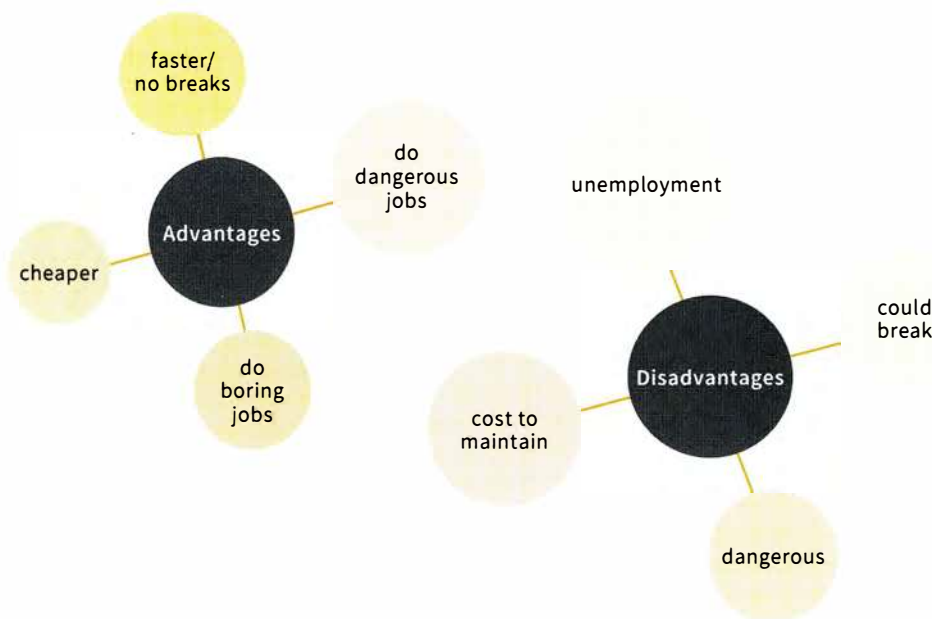 faster/
no breaks
do
dangerous
jobs
Advantages
cheaper
do
boring
jobs
unemployment
could
break
Disadvantages
cost to
maintain
dangerous